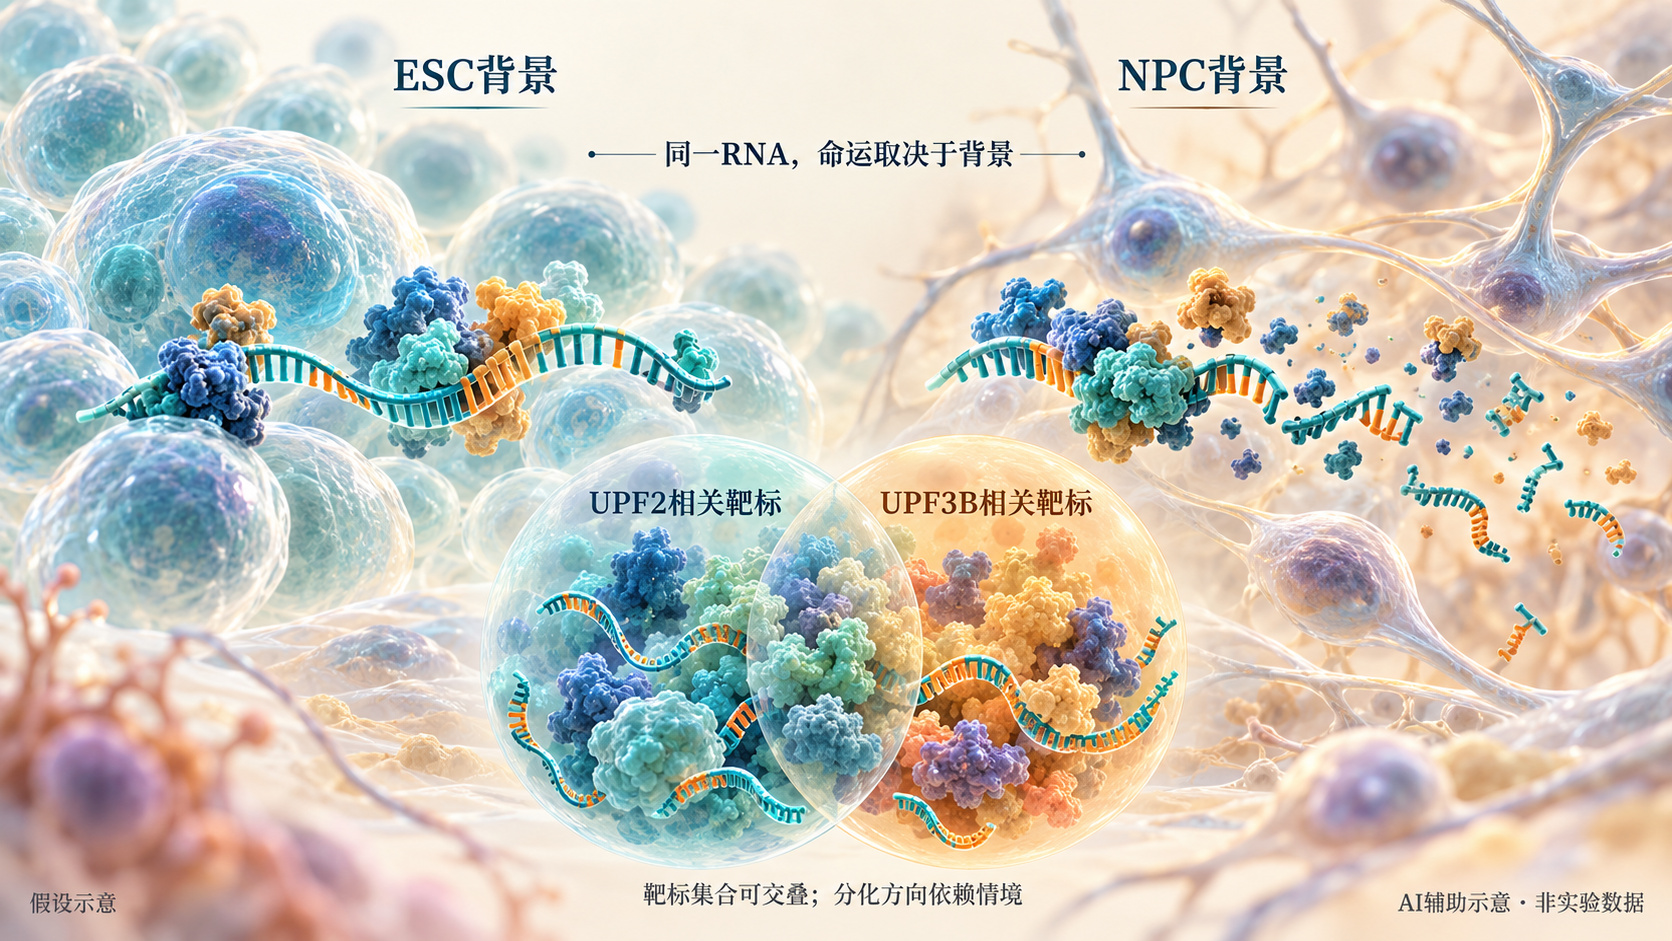 ESC背景
NPC背景
同一RNA，命运取决于背景
UPF2相关靶标
UPF3B相关靶标
靶标集合可交叠；分化方向依赖情境
假设示意
AI辅助示意·非实验数据